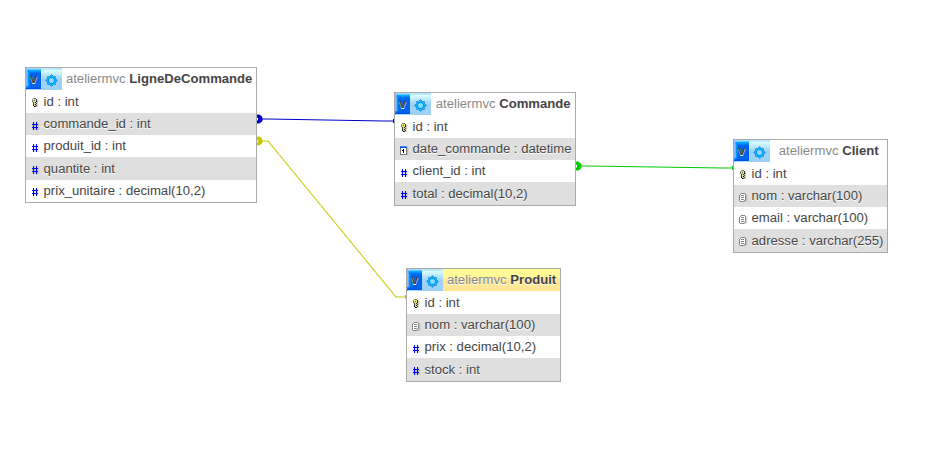 ateliermvc LigneDeCommande
id : int
commande_id : int
produit_id : int
quantite : int
prix_unitaire : decimal(10,2)
ateliermvc Commande
id : int
date_commande : datetime
client_id : int
total : decimal(10,2)
ateliermvc Client
id : int
nom : varchar(100)
email : varchar(100)
adresse : varchar(255)
ateliermvc Produit
id : int
nom : varchar(100)
prix : decimal(10,2)
stock : int